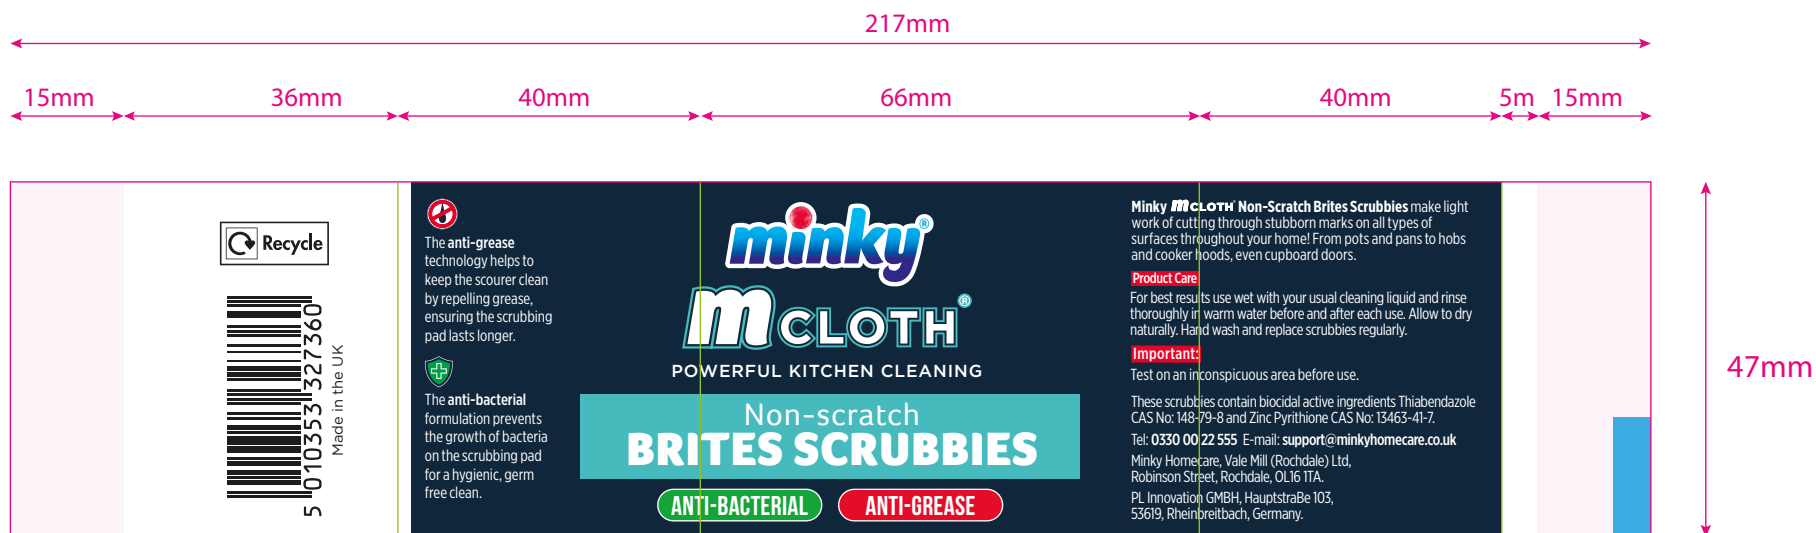 217mm
15mm
36mm
40mm
66mm
40mm
5m
15mm
47mm
Recycle
5 010353 327360
Made in the UK
The anti-grease
technology helps to
keep the scourer clean
by repelling grease,
ensuring the scrubbing
pad lasts longer.
The anti-bacterial
formulation prevents
the growth of bacteria
on the scrubbing pad
for a hygienic, germ
free clean.
minky®
m CLOTH®
POWERFUL KITCHEN CLEANING
Non-scratch
BRITES SCRUBBIES
ANTI-BACTERIAL
ANTI-GREASE
Minky m CLOTH® Non-Scratch Brites Scrubbies make light
work of cutting through stubborn marks on all types of
surfaces throughout your home! From pots and pans to hobs
and cooker hoods, even cupboard doors.
Product Care
For best results use wet with your usual cleaning liquid and rinse
thoroughly in warm water before and after each use. Allow to dry
naturally. Hand wash and replace scrubbies regularly.
Important:
Test on an inconspicuous area before use.
These scrubbies contain biocidal active ingredients Thiabendazole
CAS No: 148-79-8 and Zinc Pyrithione CAS No: 13463-41-7.
Tel: 0330 00 22 555 E-mail: support@minkyhomecare.co.uk
Minky Homecare, Vale Mill (Rochdale) Ltd,
Robinson Street, Rochdale, OL16 1TA.
PL Innovation GMBH, HauptstraBe 103,
53619, Rheinbreitbach, Germany.